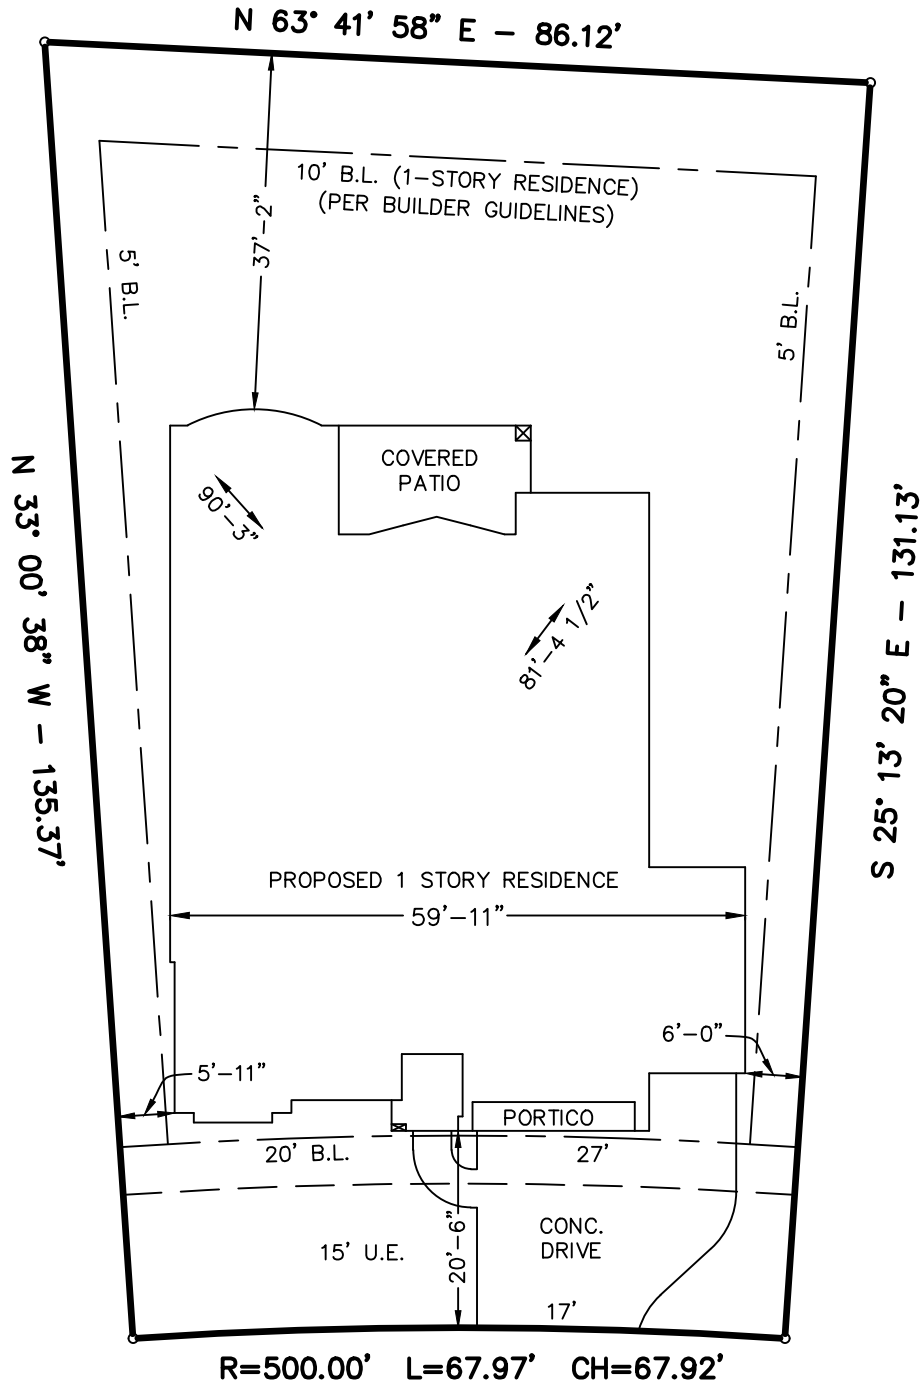 N 63° 41' 58" E – 86.12'
10' B.L. (1–STORY RESIDENCE)
(PER BUILDER GUIDELINES)
37'–2"
5' B.L.
5' B.L.
COVERED
PATIO
90'–3"
N 33° 00' 38" W – 135.37'
S 25° 13' 20" E – 131.13'
81'–4 1/2"
PROPOSED 1 STORY RESIDENCE
59'–11"
6'–0"
5'–11"
PORTICO
20' B.L.
27'
15' U.E.
20'–6"
CONC.
DRIVE
17'
R=500.00' L=67.97' CH=67.92'